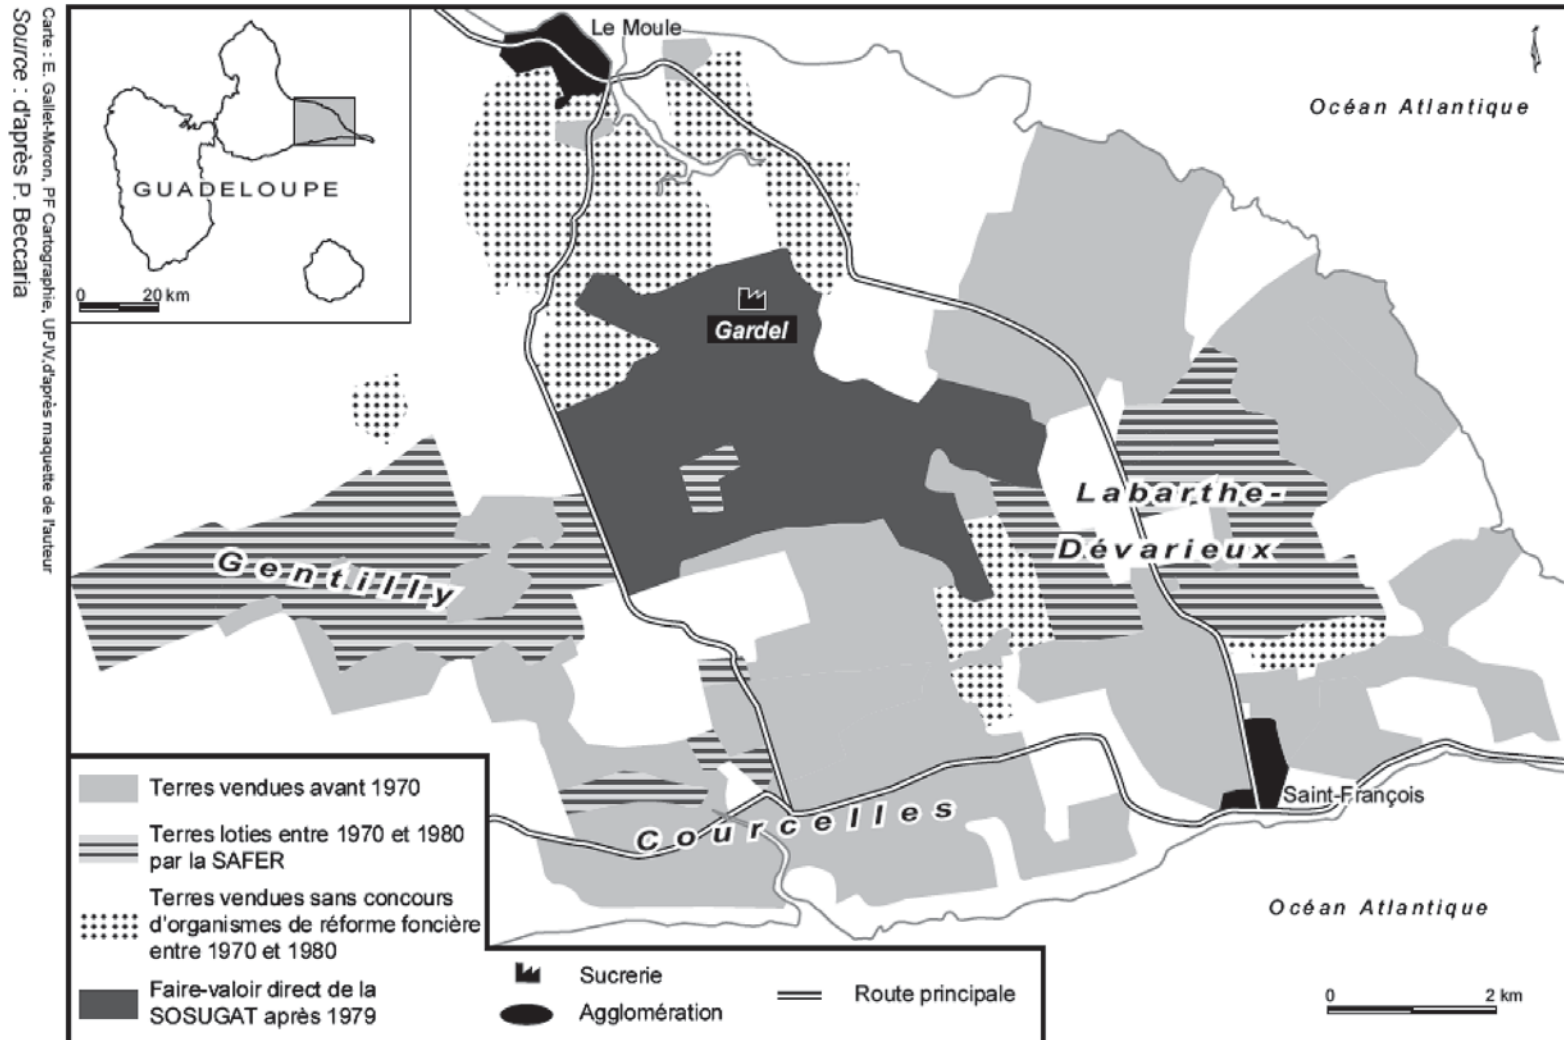 Source : d'après P. Beccaria
Carte : E. Gallet-Moron, PF Cartographie, UPJV,d'après maquette de l'auteur
GUADELOUPE
0 20 km
Le Moule
Océan Atlantique
Gardel
Labarthe-
Dévarieux
Gentilly
Courcelles
Saint-François
Océan Atlantique
Terres vendues avant 1970
Terres loties entre 1970 et 1980
par la SAFER
Terres vendues sans concours
d'organismes de réforme foncière
entre 1970 et 1980
Faire-valoir direct de la
SOSUGAT après 1979
Sucrerie
Agglomération
Route principale
0 2 km